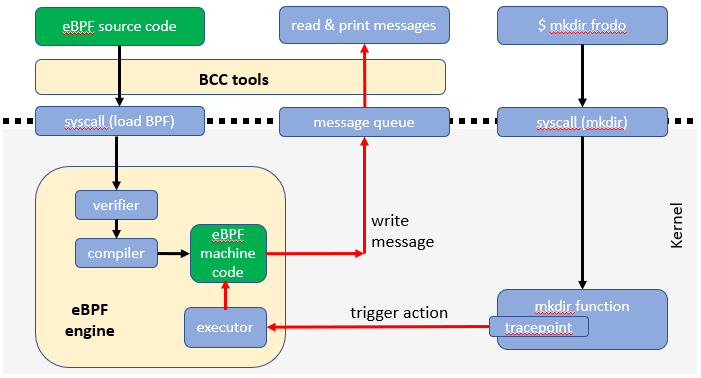 eBPF source code
read & print messages
$ mkdir frodo
BCC tools
syscall (load BPF)
message queue
syscall (mkdir)
verifier
compiler
eBPF
machine
code
write
message
Kernel
eBPF
engine
executor
trigger action
mkdir function
tracepoint